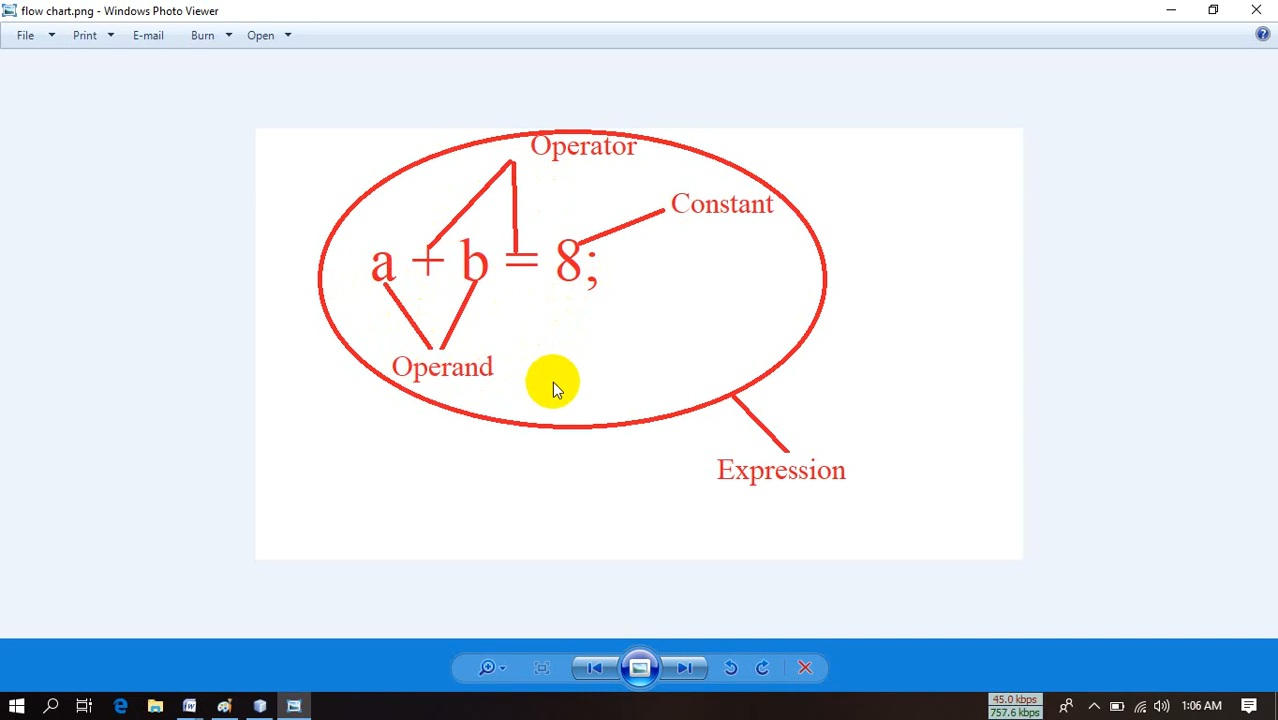 flow chart.png - Windows Photo Viewer
File Print E-mail Burn Open
Operator
Constant
a + b = 8;
Operand
Expression
45.0 kbps
757.6 kbps
1:06 AM